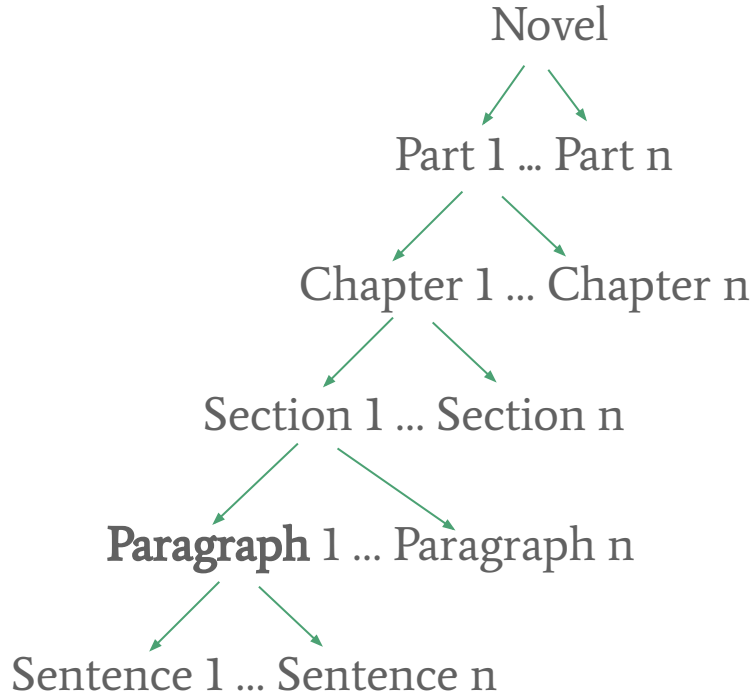 Novel
Part 1 ... Part n
Chapter 1 ... Chapter n
Section 1 ... Section n
Paragraph 1 ... Paragraph n
Sentence 1 ... Sentence n